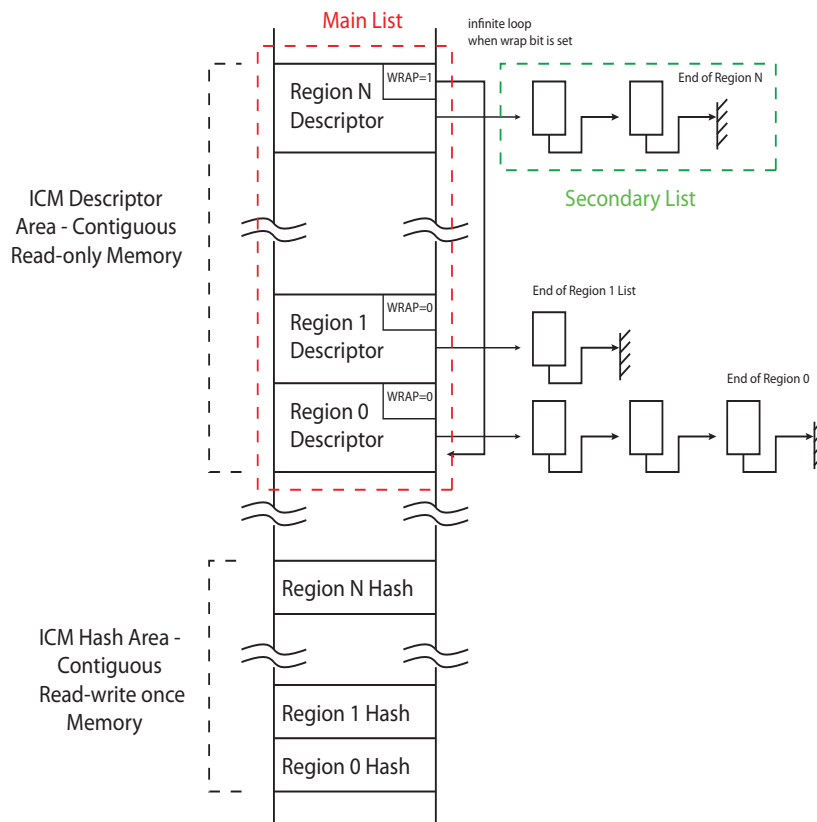 Main List
infinite loop
when wrap bit is set
WRAP=1
End of Region N
Region N
Descriptor
Secondary List
ICM Descriptor
Area - Contiguous
Read-only Memory
End of Region 1 List
WRAP=0
Region 1
Descriptor
End of Region 0
WRAP=0
Region 0
Descriptor
Region N Hash
ICM Hash Area -
Contiguous
Read-write once
Memory
Region 1 Hash
Region 0 Hash